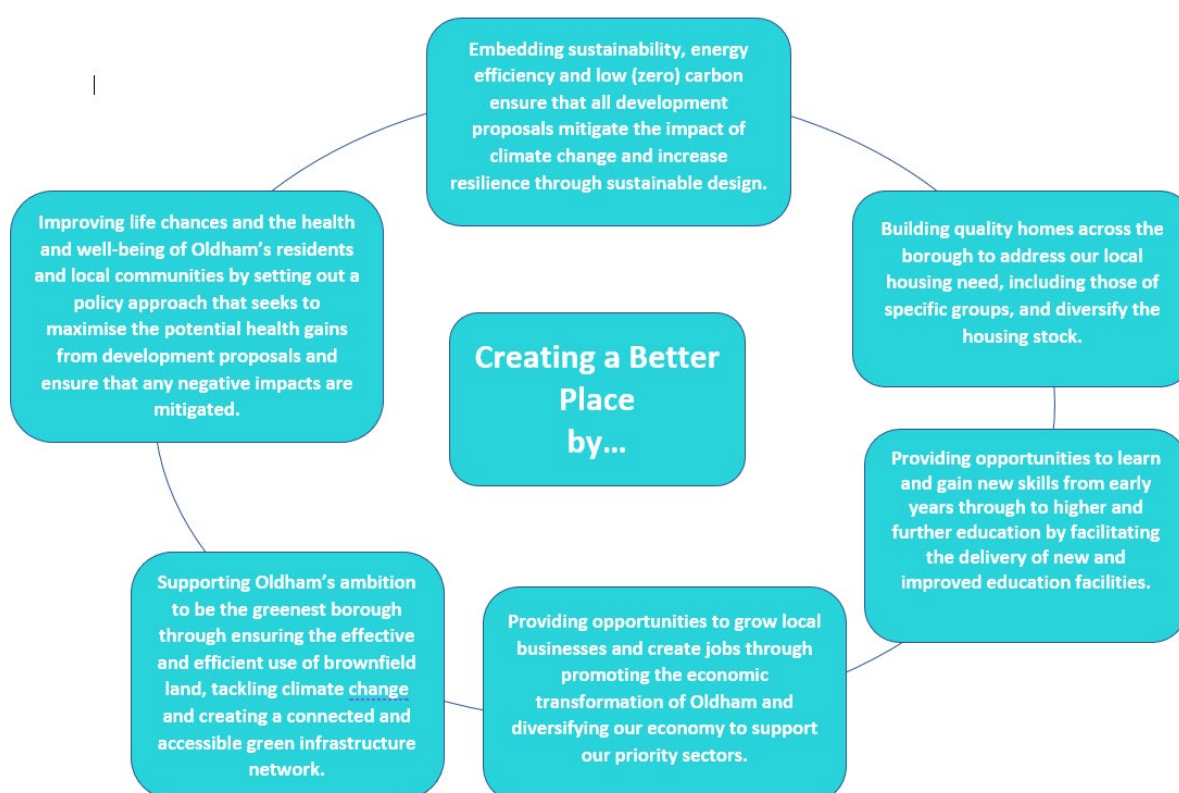 Embedding sustainability, energy
efficiency and low (zero) carbon
ensure that all development
proposals mitigate the impact of
climate change and increase
resilience through sustainable design.
Building quality homes across the
borough to address our local
housing need, including those of
specific groups, and diversify the
housing stock.
Providing opportunities to learn
and gain new skills from early
years through to higher and
further education by facilitating
the delivery of new and
improved education facilities.
Providing opportunities to grow local
businesses and create jobs through
promoting the economic
transformation of Oldham and
diversifying our economy to support
our priority sectors.
Supporting Oldham’s ambition
to be the greenest borough
through ensuring the effective
and efficient use of brownfield
land, tackling climate change
and creating a connected and
accessible green infrastructure
network.
Improving life chances and the health
and well-being of Oldham’s residents
and local communities by setting out a
policy approach that seeks to
maximise the potential health gains
from development proposals and
ensure that any negative impacts are
mitigated.
Creating a Better
Place
by…